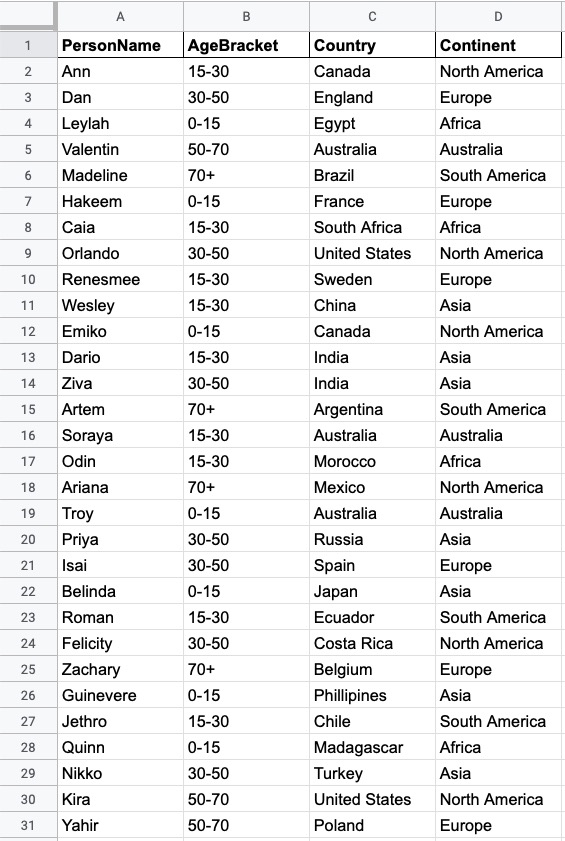 A B C D
1 PersonName AgeBracket Country Continent
2 Ann 15-30 Canada North America
3 Dan 30-50 England Europe
4 Leylah 0-15 Egypt Africa
5 Valentin 50-70 Australia Australia
6 Madeline 70+ Brazil South America
7 Hakeem 0-15 France Europe
8 Caia 15-30 South Africa Africa
9 Orlando 30-50 United States North America
10 Renesmee 15-30 Sweden Europe
11 Wesley 15-30 China Asia
12 Emiko 0-15 Canada North America
13 Dario 15-30 India Asia
14 Ziva 30-50 India Asia
15 Artem 70+ Argentina South America
16 Soraya 15-30 Australia Australia
17 Odin 15-30 Morocco Africa
18 Ariana 70+ Mexico North America
19 Troy 0-15 Australia Australia
20 Priya 30-50 Russia Asia
21 Isai 30-50 Spain Europe
22 Belinda 0-15 Japan Asia
23 Roman 15-30 Ecuador South America
24 Felicity 30-50 Costa Rica North America
25 Zachary 70+ Belgium Europe
26 Guinevere 0-15 Phillipines Asia
27 Jethro 15-30 Chile South America
28 Quinn 0-15 Madagascar Africa
29 Nikko 30-50 Turkey Asia
30 Kira 50-70 United States North America
31 Yahir 50-70 Poland Europe